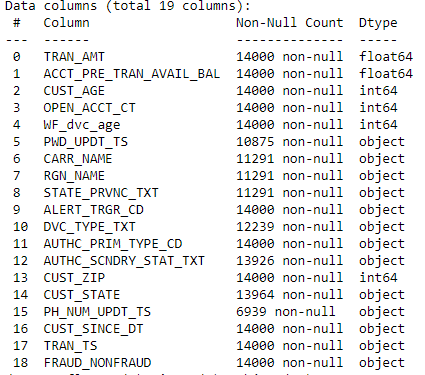 Data columns (total 19 columns):
 #   Column                     Non-Null Count  Dtype
---  ------                     --------------  -----
 0   TRAN_AMT                   14000 non-null  float64
 1   ACCT_PRE_TRAN_AVAIL_BAL    14000 non-null  float64
 2   CUST_AGE                   14000 non-null  int64
 3   OPEN_ACCT_CT               14000 non-null  int64
 4   WF_dvc_age                 14000 non-null  int64
 5   PWD_UPDT_TS                10875 non-null  object
 6   CARR_NAME                  11291 non-null  object
 7   RGN_NAME                   11291 non-null  object
 8   STATE_PRVNC_TXT            11291 non-null  object
 9   ALERT_TRGR_CD              14000 non-null  object
 10  DVC_TYPE_TXT               12239 non-null  object
 11  AUTHC_PRIM_TYPE_CD         14000 non-null  object
 12  AUTHC_SCNDRY_STAT_TXT      13926 non-null  object
 13  CUST_ZIP                   14000 non-null  int64
 14  CUST_STATE                 13964 non-null  object
 15  PH_NUM_UPDT_TS             6939 non-null   object
 16  CUST_SINCE_DT              14000 non-null  object
 17  TRAN_TS                    14000 non-null  object
 18  FRAUD_NONFRAUD             14000 non-null  object